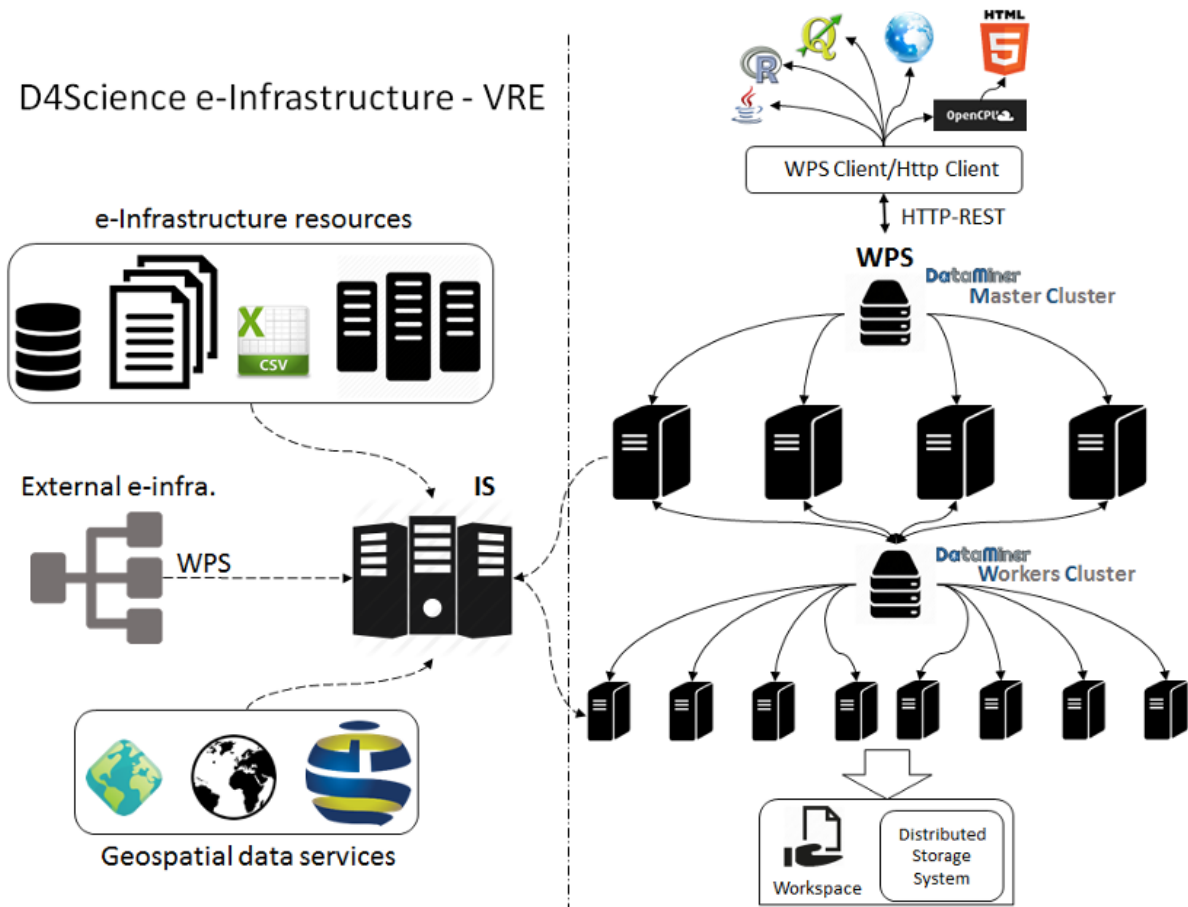 D4Science e-Infrastructure - VRE
e-Infrastructure resources
X
CSV
External e-infra.
WPS
IS
Geospatial data services
HTML
5
Q
R
Java
OpenCPU
WPS Client/Http Client
HTTP-REST
WPS
DataMiner
Master Cluster
DataMiner
Workers Cluster
Workspace
Distributed
Storage
System